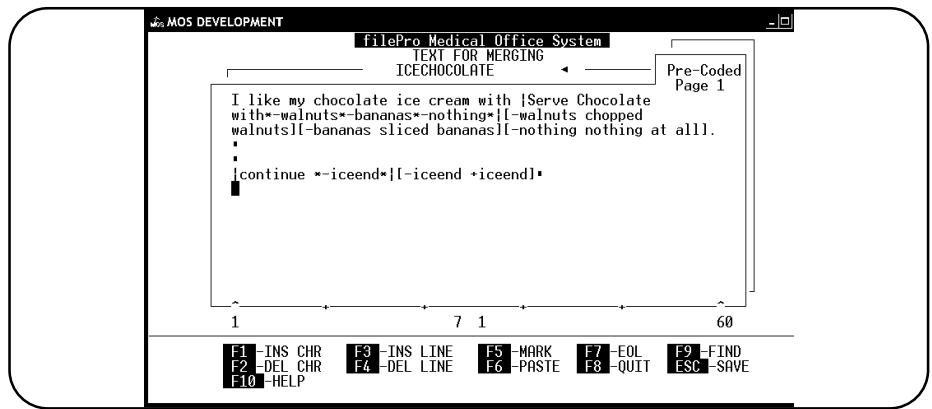 MOS MOS DEVELOPMENT
filePro Medical Office System
TEXT FOR MERGING
ICECHOCOLATE ◄
Pre-Coded
Page 1
I like my chocolate ice cream with |Serve Chocolate
with*-walnuts*-bananas*-nothing*|[-walnuts chopped
walnuts][-bananas sliced bananas][-nothing nothing at all].
|continue *-iceend*|[-iceend +iceend]
1 7 1 60
F1 -INS CHR F3 -INS LINE F5 -MARK F7 -EOL F9 -FIND
F2 -DEL CHR F4 -DEL LINE F6 -PASTE F8 -QUIT ESC -SAVE
F10 -HELP